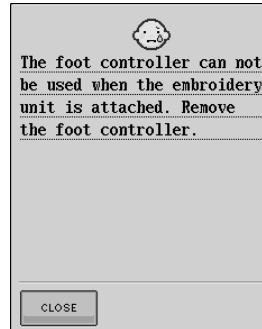 The foot controller can not
be used when the embroidery
unit is attached. Remove
the foot controller.
CLOSE